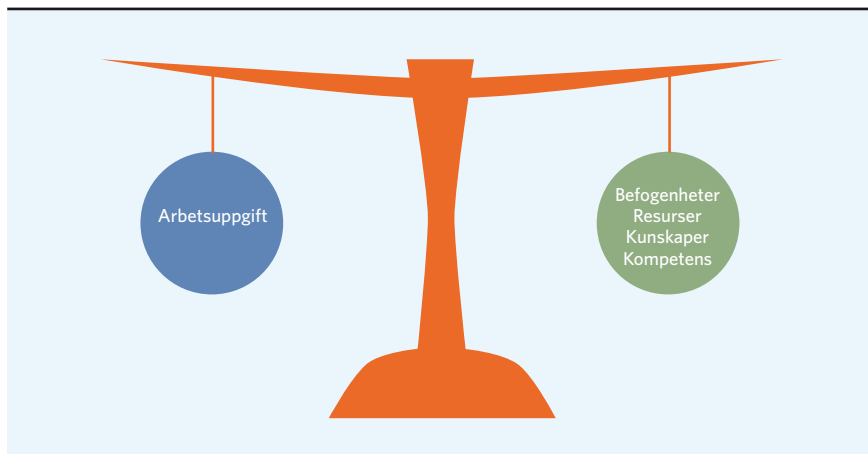 Arbetsuppgift
Befogenheter
Resurser
Kunskaper
Kompetens